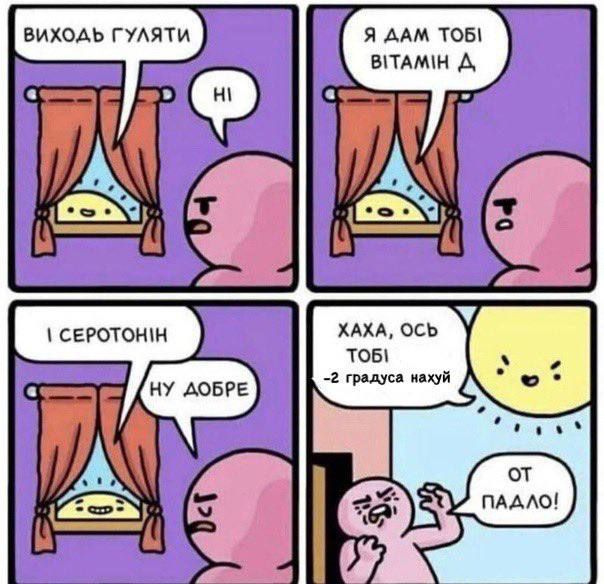 ВИХОДЬ ГУЛЯТИ
НІ
Я ДАМ ТОБІ
ВІТАМІН Д
І СЕРОТОНІН
НУ ДОБРЕ
ХАХА, ОСЬ
ТОБІ
-2 градуса нахуй
ОТ
ПАДЛО!